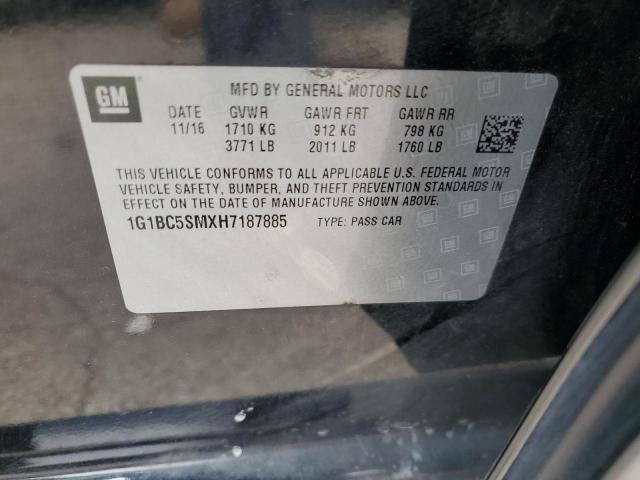 GM
MFD BY GENERAL MOTORS LLC
DATE GVWR GAWR FRT GAWR RR
11/16 1710 KG 912 KG 798 KG
3771 LB 2011 LB 1760 LB
THIS VEHICLE CONFORMS TO ALL APPLICABLE U.S. FEDERAL MOTOR
VEHICLE SAFETY, BUMPER, AND THEFT PREVENTION STANDARDS IN
EFFECT ON THE DATE OF MANUFACTURE SHOWN ABOVE.
1G1BC5SMXH7187885 TYPE: PASS CAR